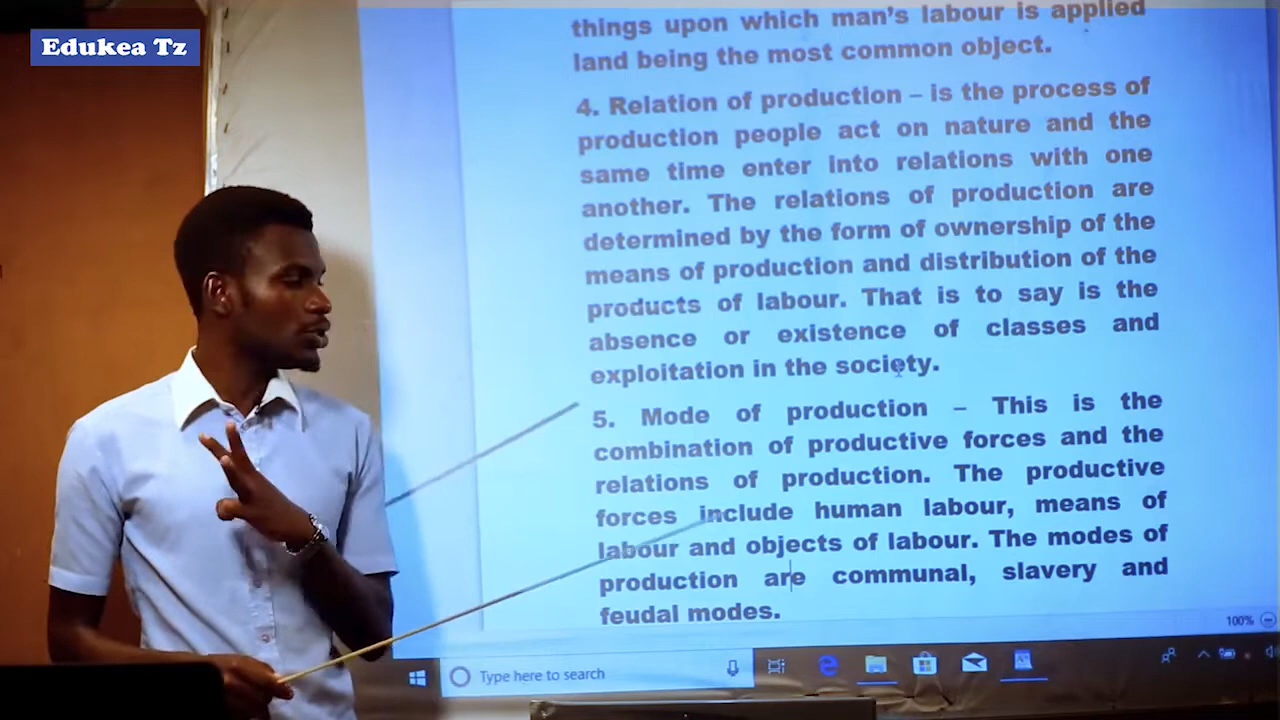 Edukea Tz
things upon which man's labour is applied
land being the most common object.
4. Relation of production – is the process of
production people act on nature and the
same time enter into relations with one
another. The relations of production are
determined by the form of ownership of the
means of production and distribution of the
products of labour. That is to say is the
absence or existence of classes and
exploitation in the society.
5. Mode of production – This is the
combination of productive forces and the
relations of production. The productive
forces include human labour, means of
labour and objects of labour. The modes of
production are communal, slavery and
feudal modes.
100%
Type here to search